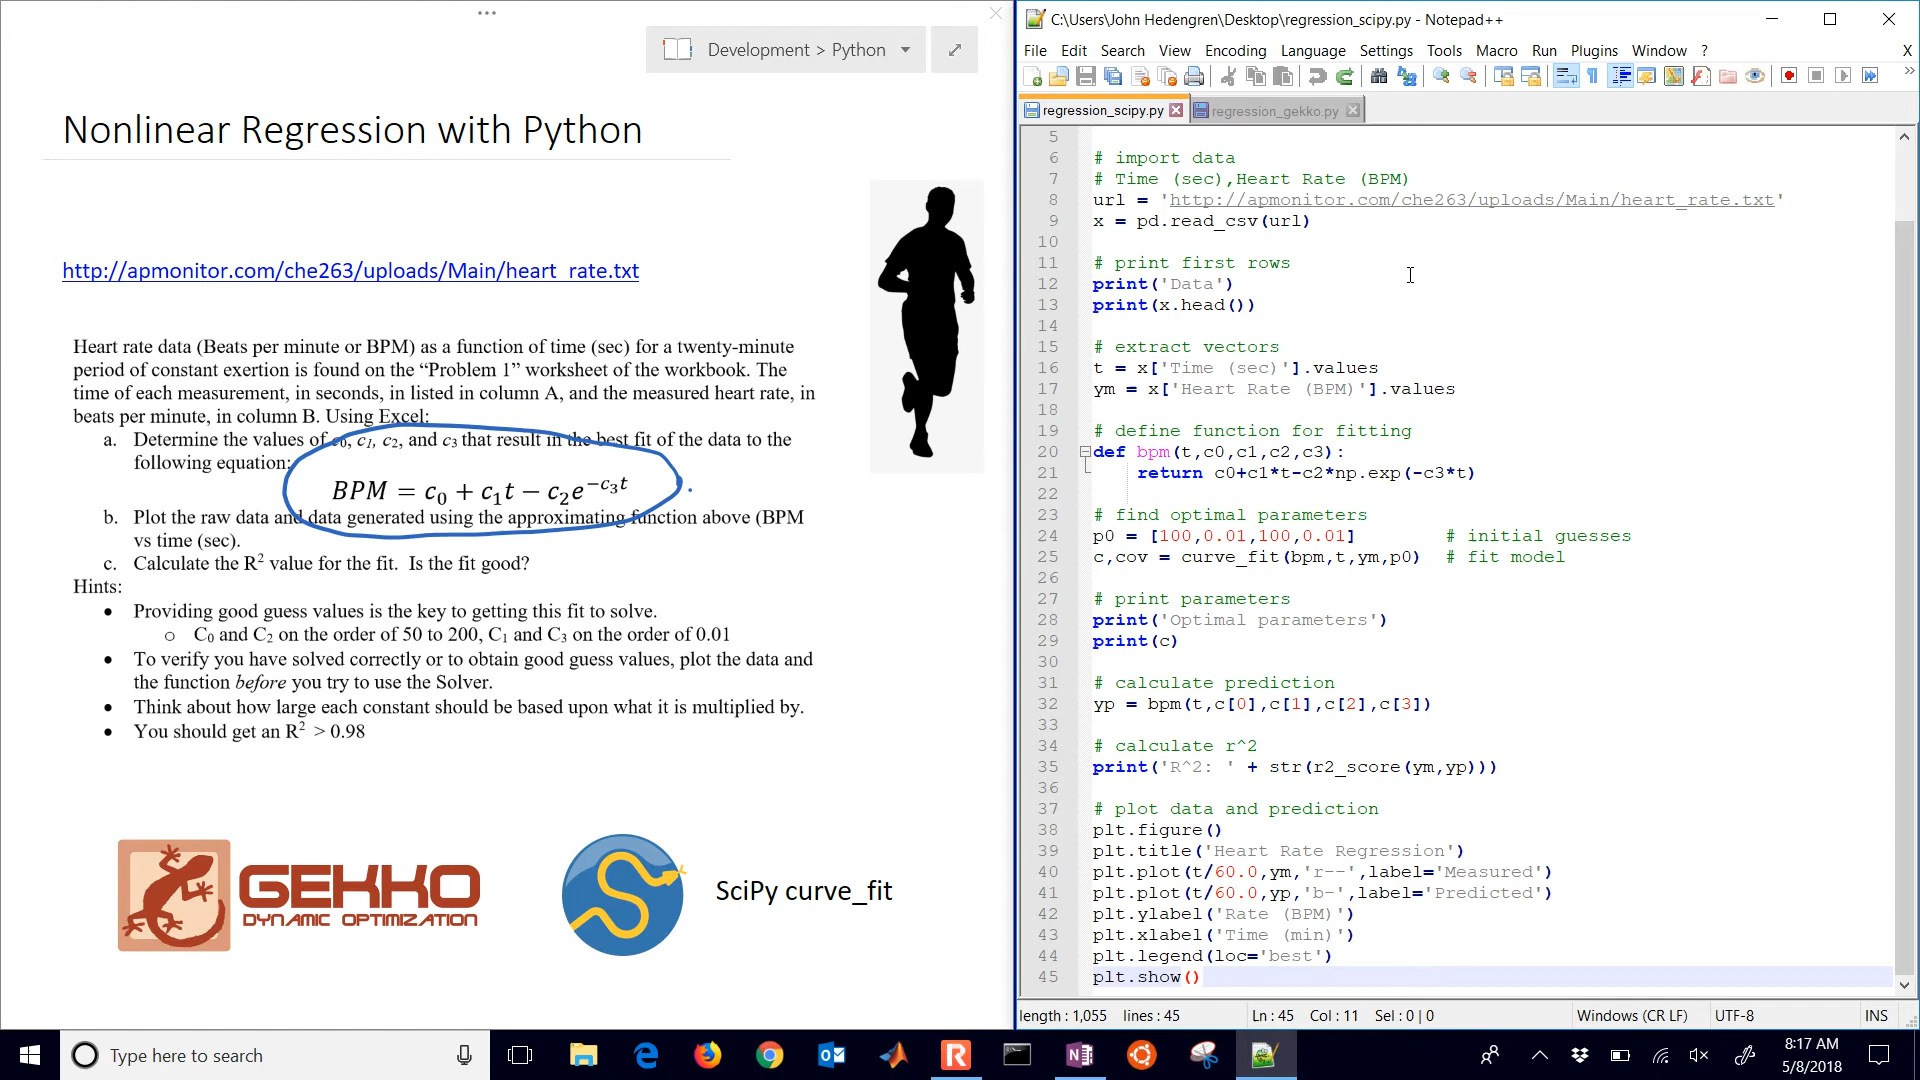 Development > Python
Nonlinear Regression with Python
http://apmonitor.com/che263/uploads/Main/heart_rate.txt
Heart rate data (Beats per minute or BPM) as a function of time (sec) for a twenty-minute
period of constant exertion is found on the “Problem 1” worksheet of the workbook. The
time of each measurement, in seconds, in listed in column A, and the measured heart rate, in
beats per minute, in column B. Using Excel:
a. Determine the values of c0, c1, c2, and c3 that result in the best fit of the data to the
following equation:
BPM = c₀ + c₁t − c₂e^(−c₃t)
b. Plot the raw data and data generated using the approximating function above (BPM
vs time (sec).
c. Calculate the R² value for the fit. Is the fit good?
Hints:
• Providing good guess values is the key to getting this fit to solve.
o C0 and C2 on the order of 50 to 200, C1 and C3 on the order of 0.01
• To verify you have solved correctly or to obtain good guess values, plot the data and
the function before you try to use the Solver.
• Think about how large each constant should be based upon what it is multiplied by.
• You should get an R² > 0.98
GEKKO
DYNAMIC OPTIMIZATION
SciPy curve_fit
C:\Users\John Hedengren\Desktop\regression_scipy.py - Notepad++
File Edit Search View Encoding Language Settings Tools Macro Run Plugins Window ? X
regression_scipy.py regression_gekko.py
5
6 # import data
7 # Time (sec),Heart Rate (BPM)
8 url = 'http://apmonitor.com/che263/uploads/Main/heart_rate.txt'
9 x = pd.read_csv(url)
10
11 # print first rows
12 print('Data')
13 print(x.head())
14
15 # extract vectors
16 t = x['Time (sec)'].values
17 ym = x['Heart Rate (BPM)'].values
18
19 # define function for fitting
20 def bpm(t,c0,c1,c2,c3):
21 return c0+c1*t-c2*np.exp(-c3*t)
22
23 # find optimal parameters
24 p0 = [100,0.01,100,0.01] # initial guesses
25 c,cov = curve_fit(bpm,t,ym,p0) # fit model
26
27 # print parameters
28 print('Optimal parameters')
29 print(c)
30
31 # calculate prediction
32 yp = bpm(t,c[0],c[1],c[2],c[3])
33
34 # calculate r^2
35 print('R^2: ' + str(r2_score(ym,yp)))
36
37 # plot data and prediction
38 plt.figure()
39 plt.title('Heart Rate Regression')
40 plt.plot(t/60.0,ym,'r--',label='Measured')
41 plt.plot(t/60.0,yp,'b-',label='Predicted')
42 plt.ylabel('Rate (BPM)')
43 plt.xlabel('Time (min)')
44 plt.legend(loc='best')
45 plt.show()
length : 1,055 lines : 45 Ln : 45 Col : 11 Sel : 0 | 0 Windows (CR LF) UTF-8 INS
Type here to search
8:17 AM
5/8/2018